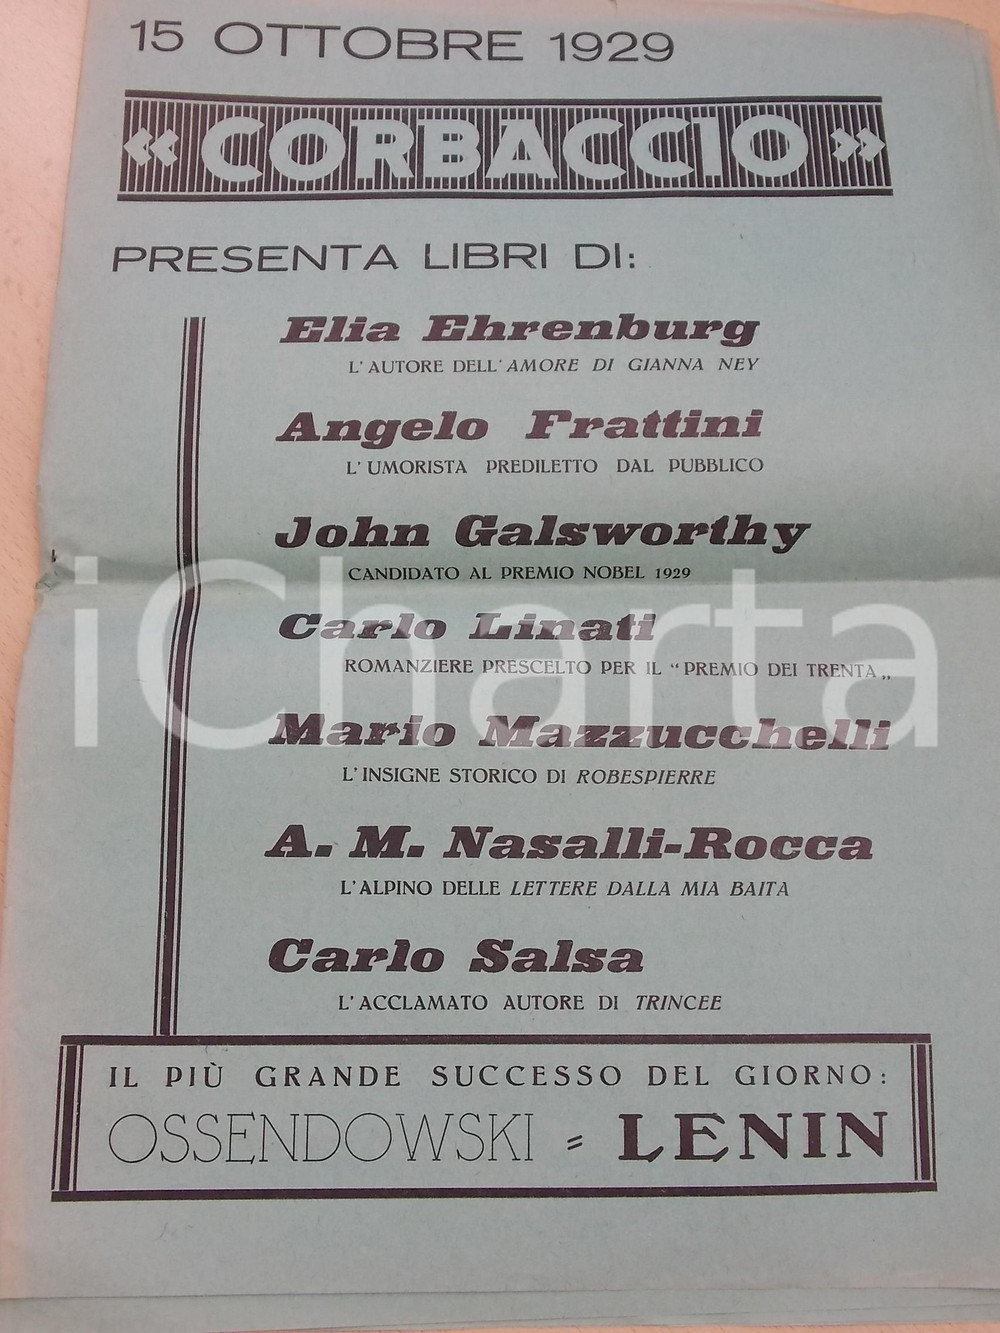 15 OTTOBRE 1929
« CORBACCIO »
PRESENTA LIBRI DI:
Elia Ehrenburg
L'AUTORE DELL'AMORE DI GIANNA NEY
Angelo Frattini
L'UMORISTA PREDILETTO DAL PUBBLICO
John Galsworthy
CANDIDATO AL PREMIO NOBEL 1929
iCharta
Carlo Linati
ROMANZIERE PRESCELTO PER IL "PREMIO DEI TRENTA„
Mario Mazzucchelli
L'INSIGNE STORICO DI ROBESPIERRE
A. M. Nasalli-Rocca
L'ALPINO DELLE LETTERE DALLA MIA BAITA
Carlo Salsa
L'ACCLAMATO AUTORE DI TRINCEE
IL PIÙ GRANDE SUCCESSO DEL GIORNO:
OSSENDOWSKI = LENIN